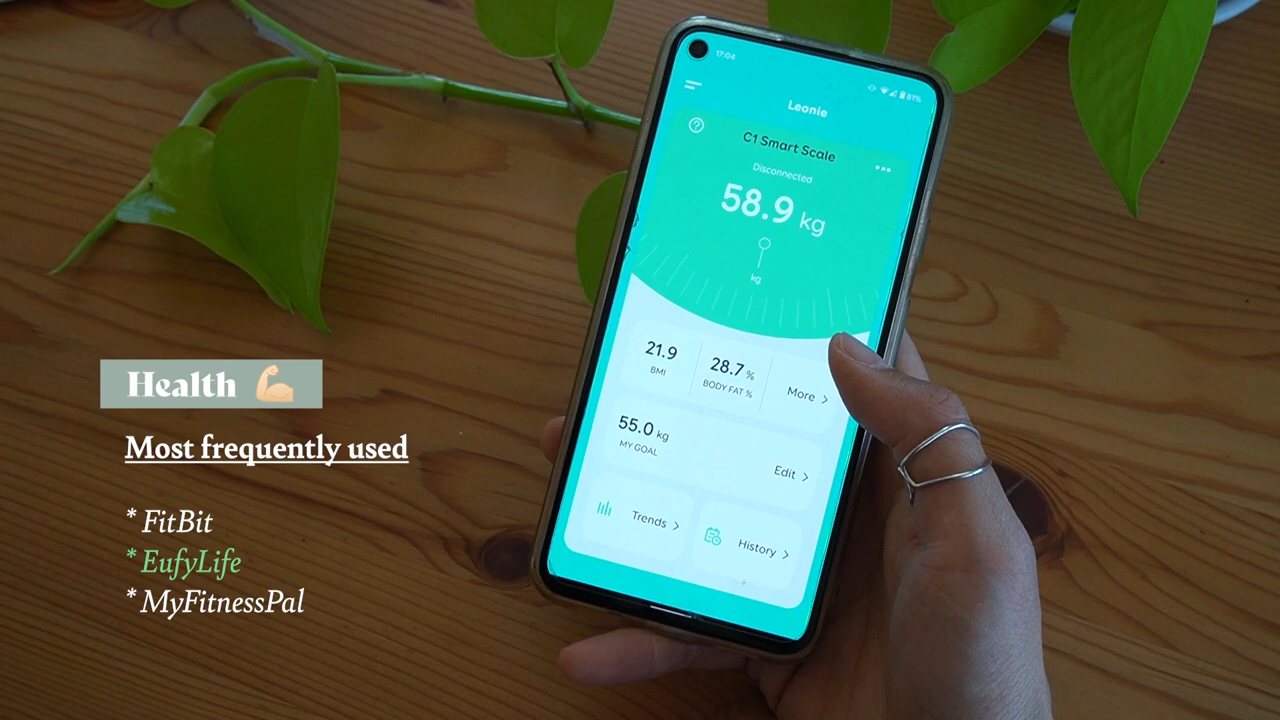 17:04
81%
Leonie
C1 Smart Scale
Disconnected
58.9 kg
kg
21.9
BMI
28.7 %
BODY FAT %
More >
55.0 kg
MY GOAL
Edit >
Trends >
History >
Health 💪🏻
Most frequently used
* FitBit
* EufyLife
* MyFitnessPal